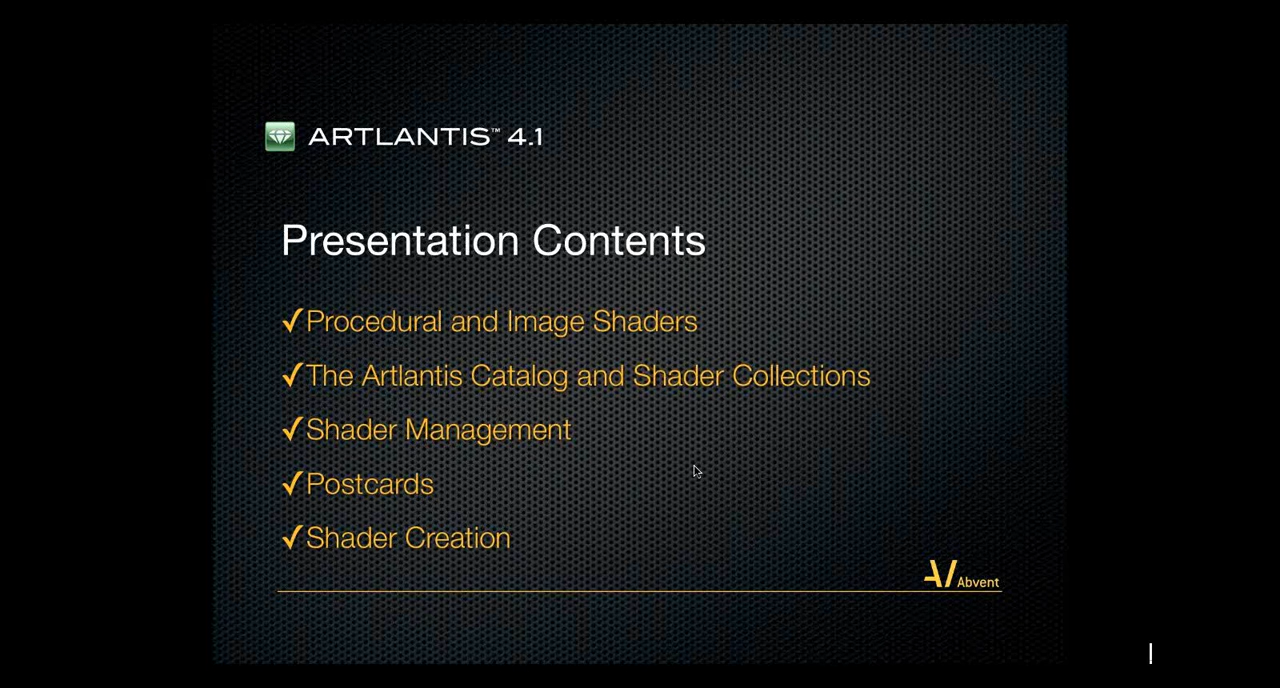 ARTLANTIS™ 4.1
Presentation Contents
✓Procedural and Image Shaders
✓The Artlantis Catalog and Shader Collections
✓Shader Management
✓Postcards
✓Shader Creation
Abvent